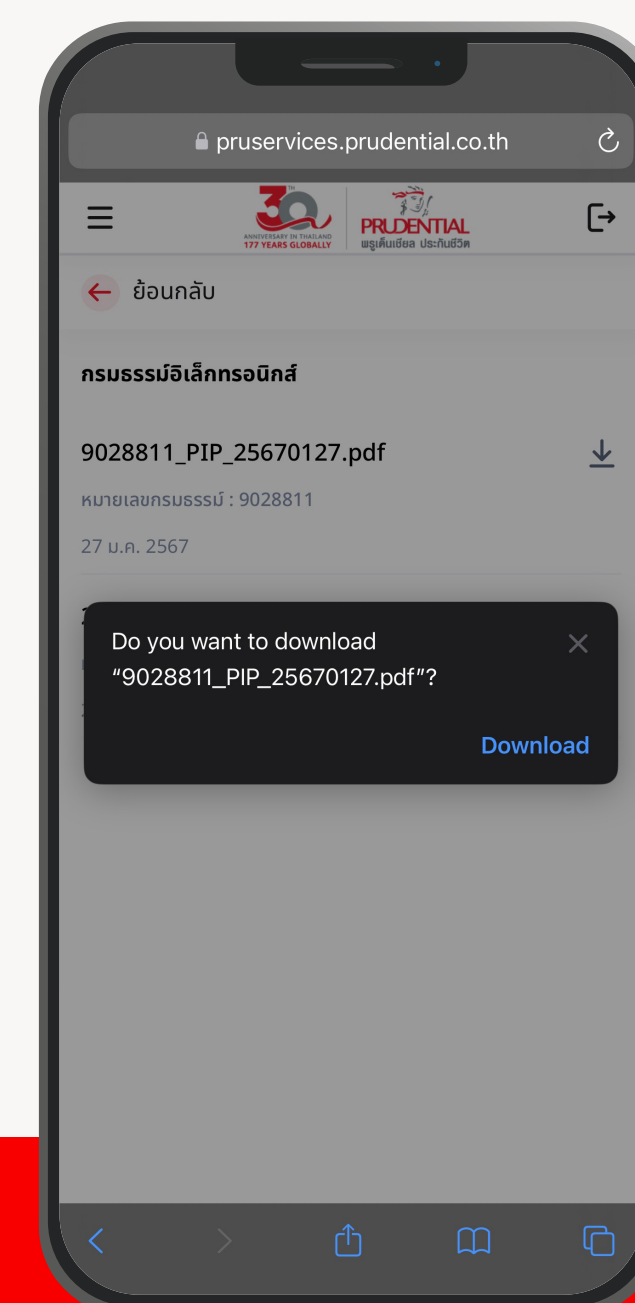 pruservices.prudential.co.th
30
TH
ANNIVERSARY IN THAILAND
177 YEARS GLOBALLY
PRUDENTIAL
พรูเด็นเชียล ประกันชีวิต
ย้อนกลับ
กรมธรรม์อิเล็กทรอนิกส์
9028811_PIP_25670127.pdf
หมายเลขกรมธรรม์ : 9028811
27 ม.ค. 2567
Do you want to download
“9028811_PIP_25670127.pdf”?
Download